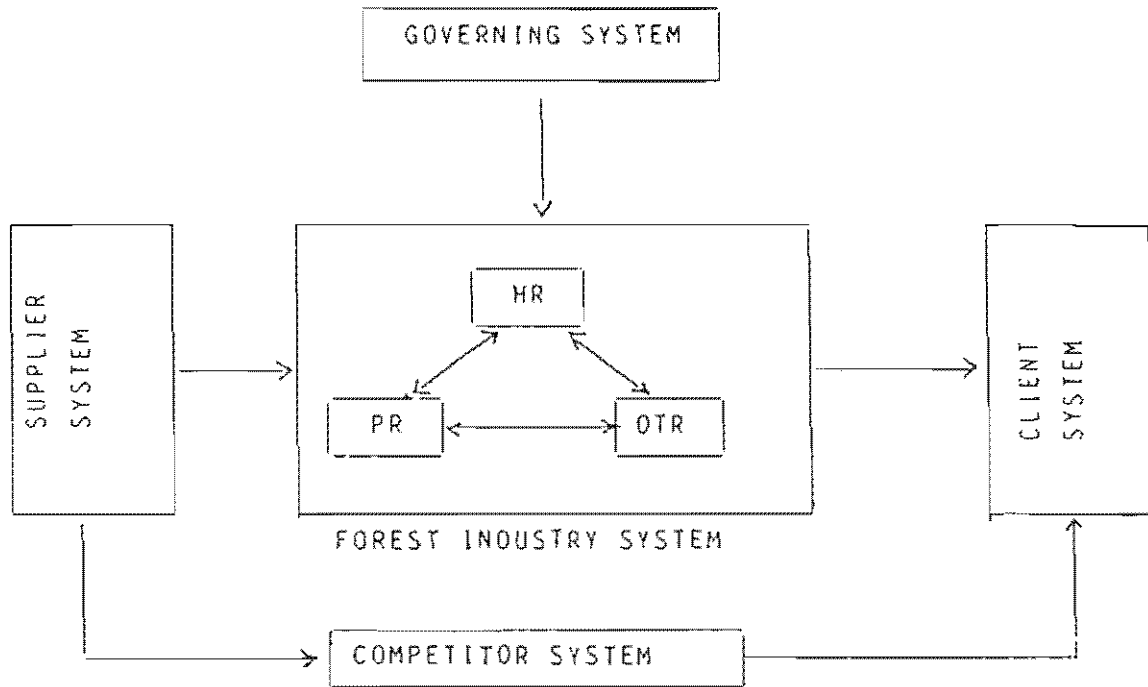 GOVERNING SYSTEM
SUPPLIER
SYSTEM
HR
PR
OTR
CLIENT
SYSTEM
FOREST INDUSTRY SYSTEM
COMPETITOR SYSTEM